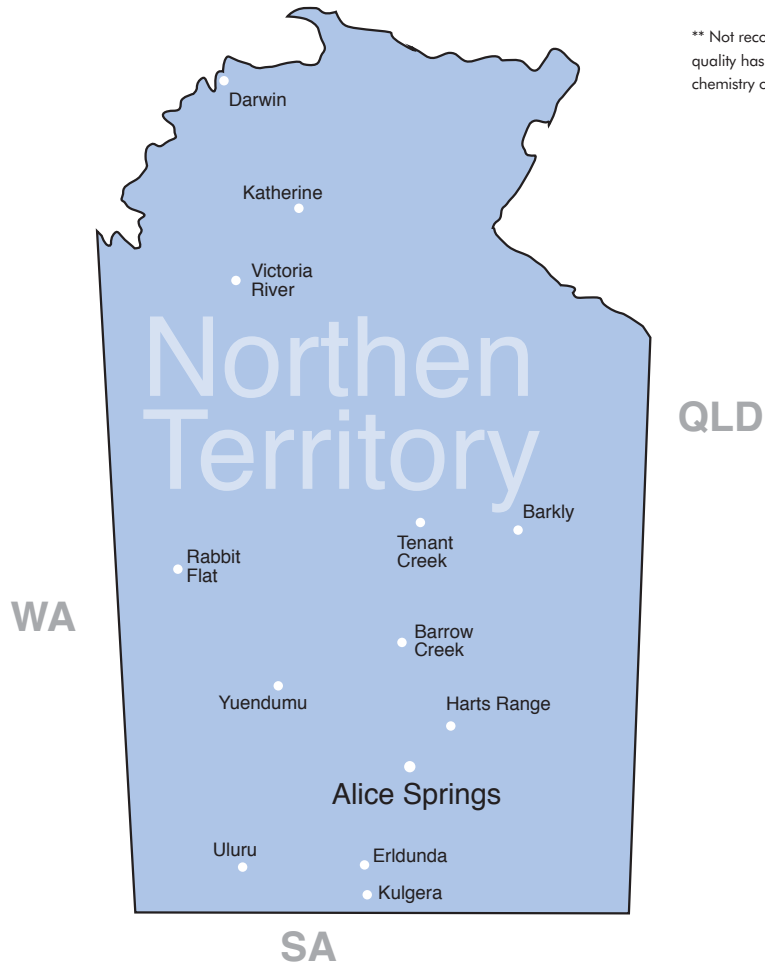 ** Not reco
quality has
chemistry o
Darwin
Katherine
Victoria
River
Northen
Territory
QLD
Barkly
Tenant
Creek
Rabbit
Flat
WA
Barrow
Creek
Yuendumu
Harts Range
Alice Springs
Uluru
Erldunda
Kulgera
SA